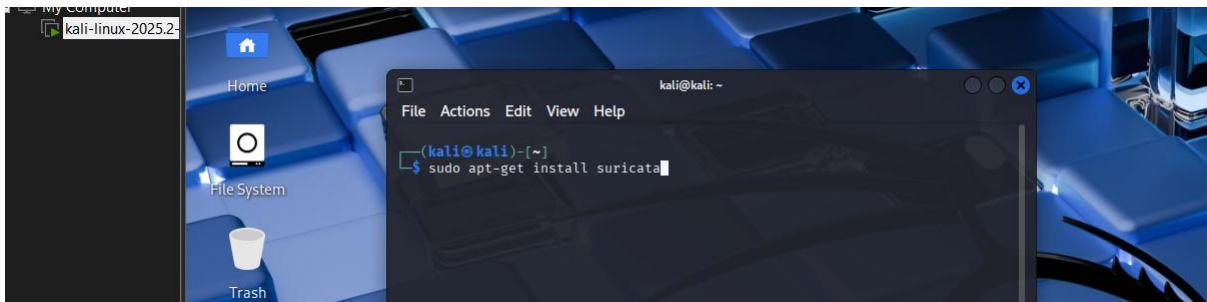 My Computer
kali-linux-2025.2-
Home
File System
Trash
kali@kali: ~
File Actions Edit View Help
┌──(kali㉿kali)-[~]
└─$ sudo apt-get install suricata